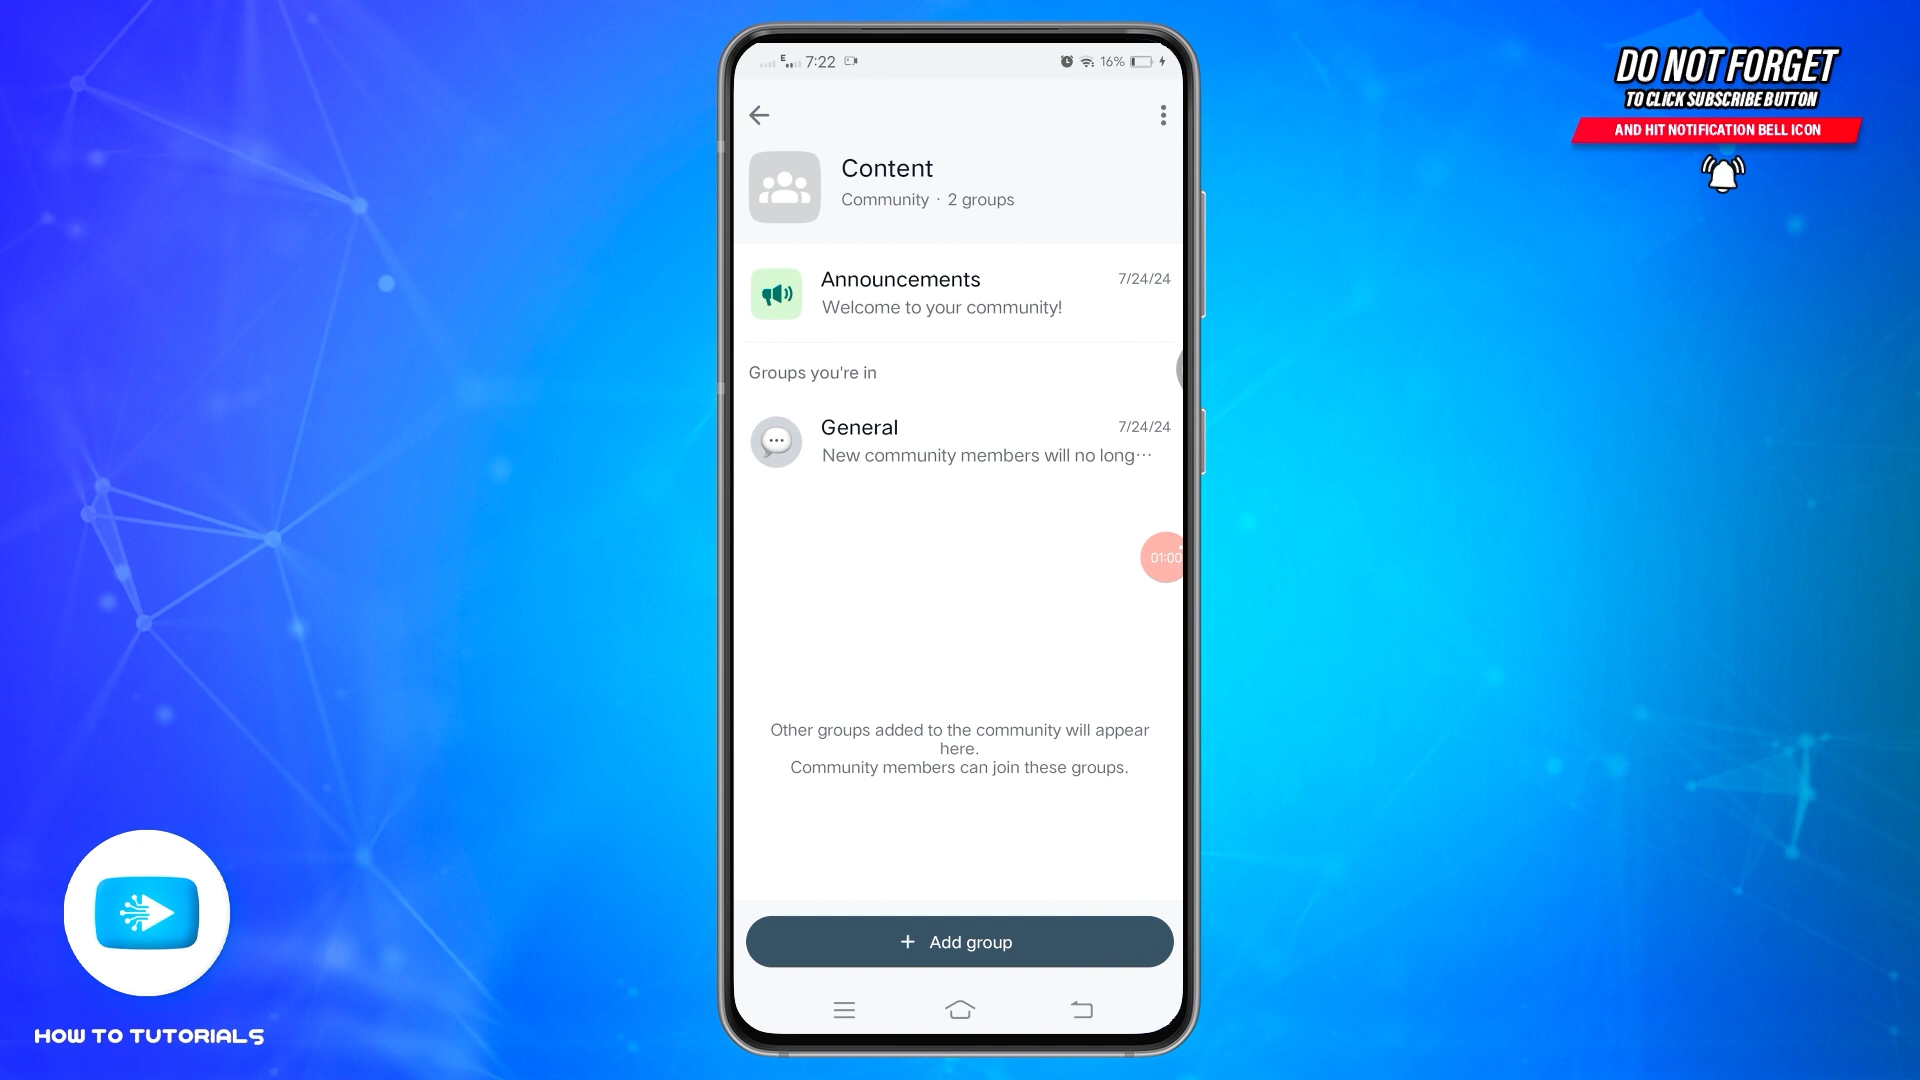 DO NOT FORGET
TO CLICK SUBSCRIBE BUTTON
AND HIT NOTIFICATION BELL ICON
E 7:22
16%
Content
Community · 2 groups
Announcements 7/24/24
Welcome to your community!
Groups you're in
General 7/24/24
New community members will no long···
01:00
Other groups added to the community will appear
here.
Community members can join these groups.
+ Add group
HOW TO TUTORIALS